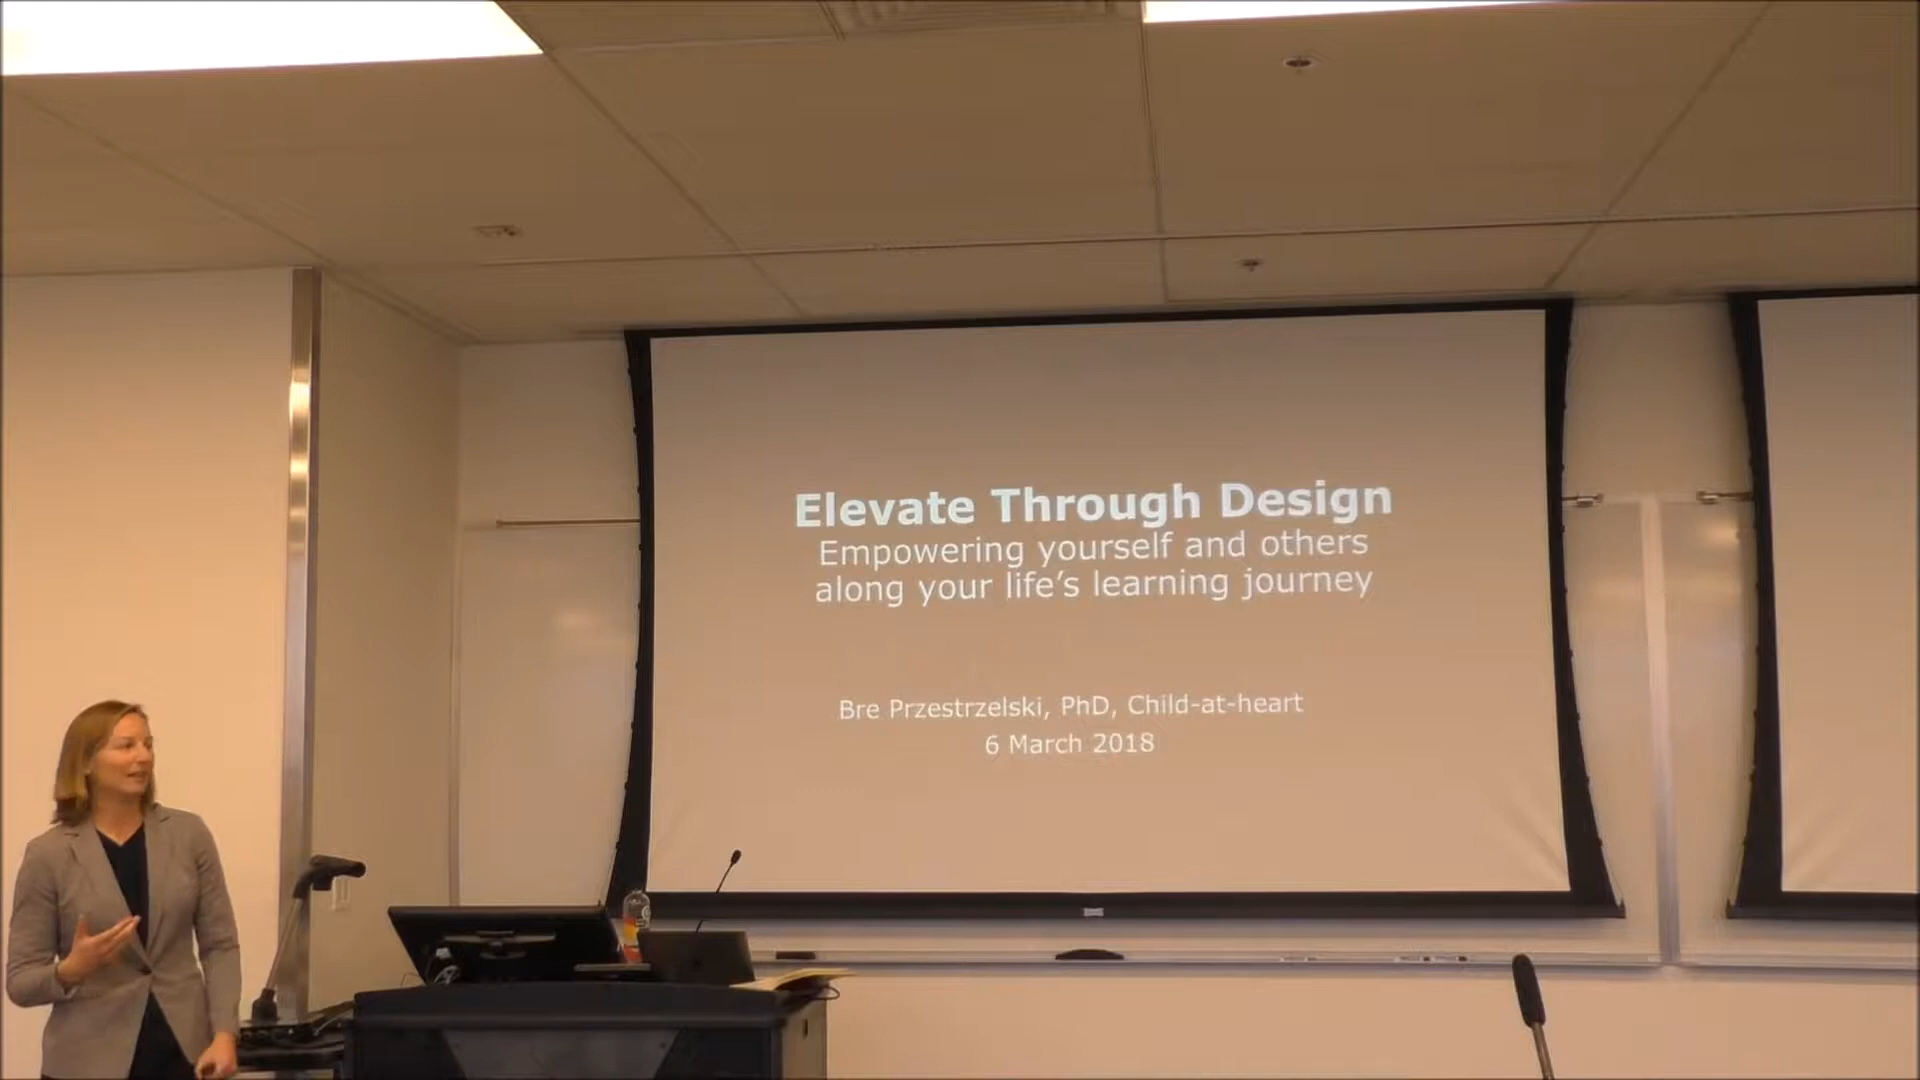 Elevate Through Design
Empowering yourself and others
along your life’s learning journey
Bre Przestrzelski, PhD, Child-at-heart
6 March 2018